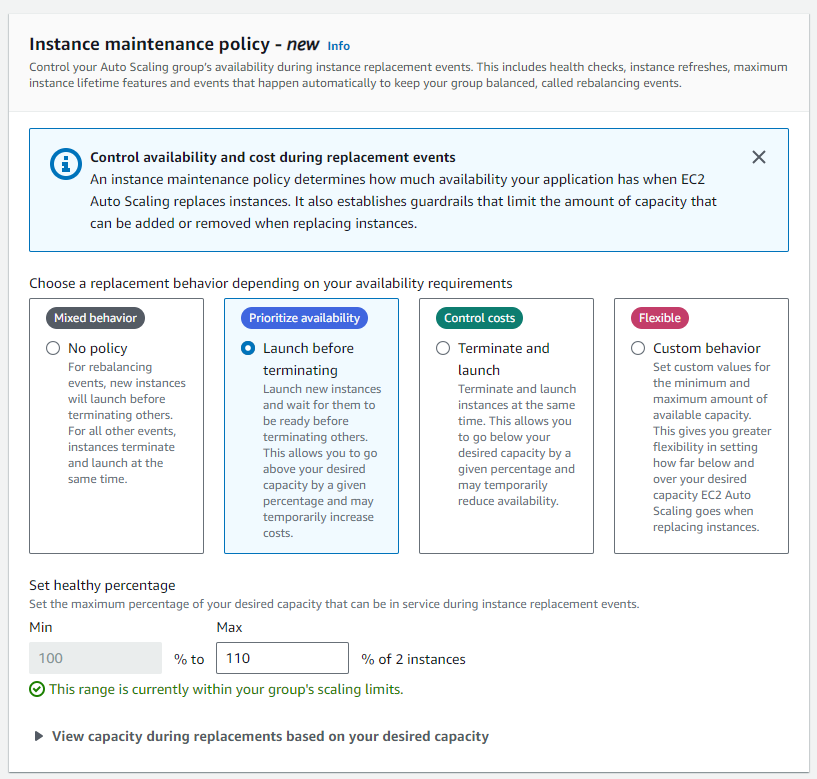 Instance maintenance policy - new Info
Control your Auto Scaling group's availability during instance replacement events. This includes health checks, instance refreshes, maximum
instance lifetime features and events that happen automatically to keep your group balanced, called rebalancing events.
Control availability and cost during replacement events
An instance maintenance policy determines how much availability your application has when EC2
Auto Scaling replaces instances. It also establishes guardrails that limit the amount of capacity that
can be added or removed when replacing instances.
Choose a replacement behavior depending on your availability requirements
Mixed behavior
No policy
For rebalancing
events, new instances
will launch before
terminating others.
For all other events,
instances terminate
and launch at the
same time.
Prioritize availability
Launch before
terminating
Launch new instances
and wait for them to
be ready before
terminating others.
This allows you to go
above your desired
capacity by a given
percentage and may
temporarily increase
costs.
Control costs
Terminate and
launch
Terminate and launch
instances at the same
time. This allows you
to go below your
desired capacity by a
given percentage and
may temporarily
reduce availability.
Flexible
Custom behavior
Set custom values for
the minimum and
maximum amount of
available capacity.
This gives you greater
flexibility in setting
how far below and
over your desired
capacity EC2 Auto
Scaling goes when
replacing instances.
Set healthy percentage
Set the maximum percentage of your desired capacity that can be in service during instance replacement events.
Min Max
100 % to 110 % of 2 instances
This range is currently within your group's scaling limits.
View capacity during replacements based on your desired capacity